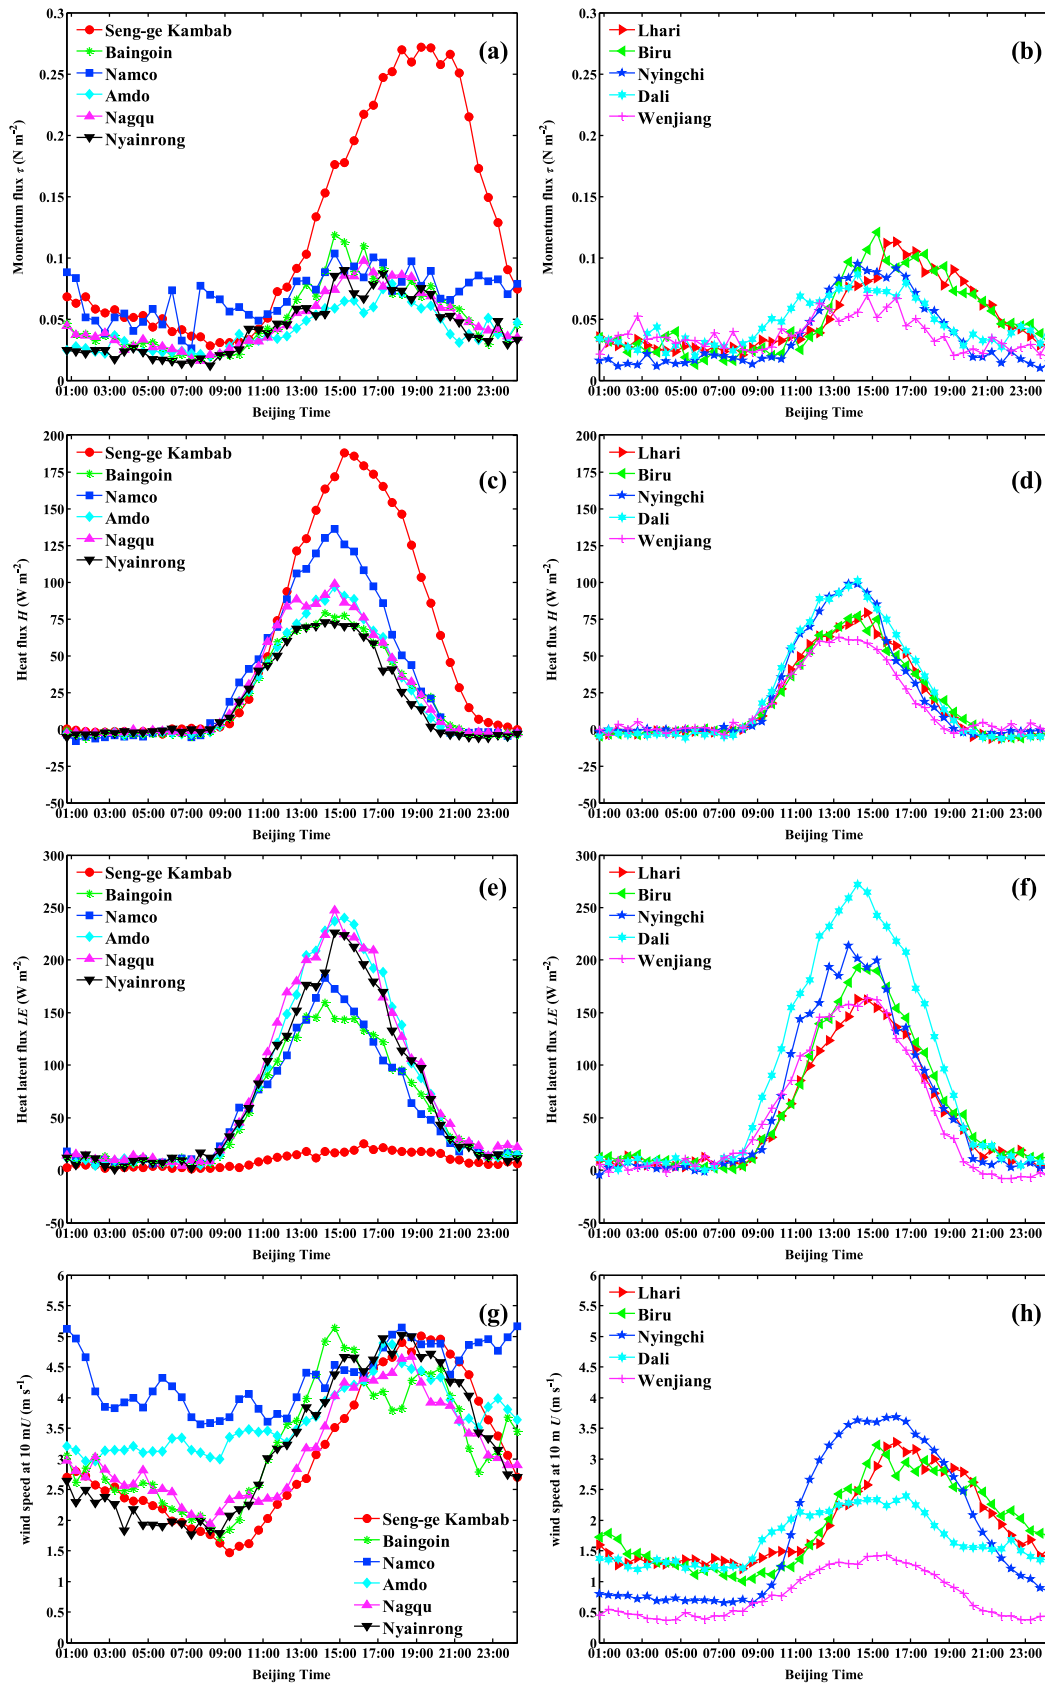 0.3
0.25
0.2
0.15
0.1
0.05
0
Momentum flux τ (N m⁻²)
Seng-ge Kambab
Baingoin
Namco
Amdo
Nagqu
Nyainrong
(a)
01:00 03:00 05:00 07:00 09:00 11:00 13:00 15:00 17:00 19:00 21:00 23:00
Beijing Time
0.3
0.25
0.2
0.15
0.1
0.05
0
Momentum flux τ (N m⁻²)
Lhari
Biru
Nyingchi
Dali
Wenjiang
(b)
01:00 03:00 05:00 07:00 09:00 11:00 13:00 15:00 17:00 19:00 21:00 23:00
Beijing Time
200
175
150
125
100
75
50
25
0
-25
-50
Heat flux H (W m⁻²)
Seng-ge Kambab
Baingoin
Namco
Amdo
Nagqu
Nyainrong
(c)
01:00 03:00 05:00 07:00 09:00 11:00 13:00 15:00 17:00 19:00 21:00 23:00
Beijing Time
200
175
150
125
100
75
50
25
0
-25
-50
Heat flux H (W m⁻²)
Lhari
Biru
Nyingchi
Dali
Wenjiang
(d)
01:00 03:00 05:00 07:00 09:00 11:00 13:00 15:00 17:00 19:00 21:00 23:00
Beijing Time
300
250
200
150
100
50
0
-50
Heat latent flux LE (W m⁻²)
Seng-ge Kambab
Baingoin
Namco
Amdo
Nagqu
Nyainrong
(e)
01:00 03:00 05:00 07:00 09:00 11:00 13:00 15:00 17:00 19:00 21:00 23:00
Beijing Time
300
250
200
150
100
50
0
-50
Heat latent flux LE (W m⁻²)
Lhari
Biru
Nyingchi
Dali
Wenjiang
(f)
01:00 03:00 05:00 07:00 09:00 11:00 13:00 15:00 17:00 19:00 21:00 23:00
Beijing Time
6
5.5
5
4.5
4
3.5
3
2.5
2
1.5
1
0.5
0
wind speed at 10 mU (m s⁻¹)
(g)
Seng-ge Kambab
Baingoin
Namco
Amdo
Nagqu
Nyainrong
01:00 03:00 05:00 07:00 09:00 11:00 13:00 15:00 17:00 19:00 21:00 23:00
Beijing Time
6
5.5
5
4.5
4
3.5
3
2.5
2
1.5
1
0.5
0
wind speed at 10 m U (m s⁻¹)
Lhari
Biru
Nyingchi
Dali
Wenjiang
(h)
01:00 03:00 05:00 07:00 09:00 11:00 13:00 15:00 17:00 19:00 21:00 23:00
Beijing Time